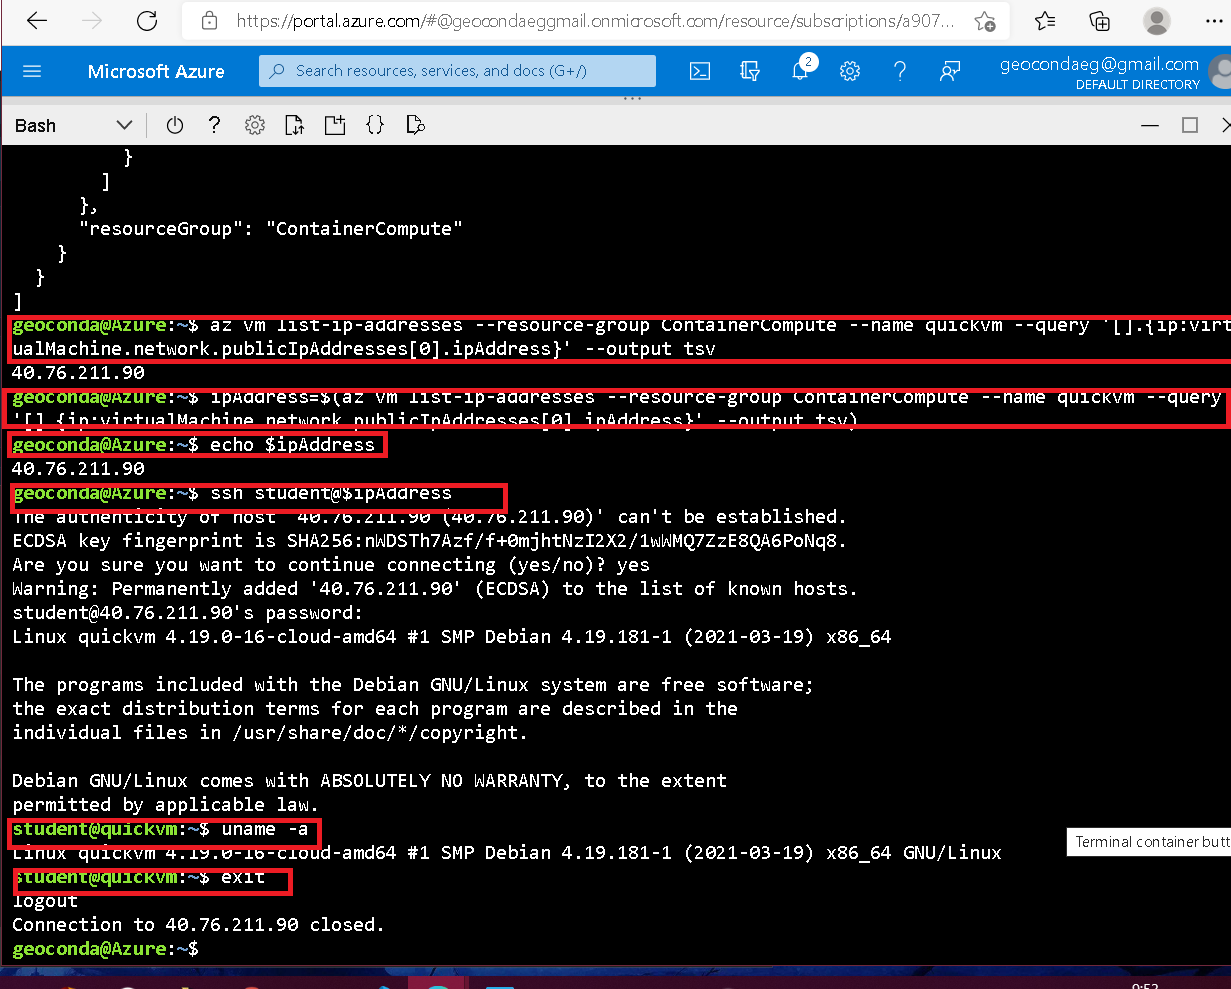 https://portal.azure.com/#@geocondaeggmail.onmicrosoft.com/resource/subscriptions/a907...
Microsoft Azure
Search resources, services, and docs (G+/)
2
geocondaeg@gmail.com
DEFAULT DIRECTORY
Bash
}
]
},
"resourceGroup": "ContainerCompute"
}
}
]
geoconda@Azure:~$ az vm list-ip-addresses --resource-group ContainerCompute --name quickvm --query '[].{ip:virt
ualMachine.network.publicIpAddresses[0].ipAddress}' --output tsv
40.76.211.90
geoconda@Azure:~$ ipAddress=$(az vm list-ip-addresses --resource-group ContainerCompute --name quickvm --query
'[].{ip:virtualMachine.network.publicIpAddresses[0].ipAddress}' --output tsv)
geoconda@Azure:~$ echo $ipAddress
40.76.211.90
geoconda@Azure:~$ ssh student@$ipAddress
The authenticity of host '40.76.211.90 (40.76.211.90)' can't be established.
ECDSA key fingerprint is SHA256:nWDSTh7Azf/f+0mjhtNzI2X2/1wWMQ7ZzE8QA6PoNq8.
Are you sure you want to continue connecting (yes/no)? yes
Warning: Permanently added '40.76.211.90' (ECDSA) to the list of known hosts.
student@40.76.211.90's password:
Linux quickvm 4.19.0-16-cloud-amd64 #1 SMP Debian 4.19.181-1 (2021-03-19) x86_64
The programs included with the Debian GNU/Linux system are free software;
the exact distribution terms for each program are described in the
individual files in /usr/share/doc/*/copyright.
Debian GNU/Linux comes with ABSOLUTELY NO WARRANTY, to the extent
permitted by applicable law.
student@quickvm:~$ uname -a
Linux quickvm 4.19.0-16-cloud-amd64 #1 SMP Debian 4.19.181-1 (2021-03-19) x86_64 GNU/Linux
Terminal container butt
student@quickvm:~$ exit
logout
Connection to 40.76.211.90 closed.
geoconda@Azure:~$